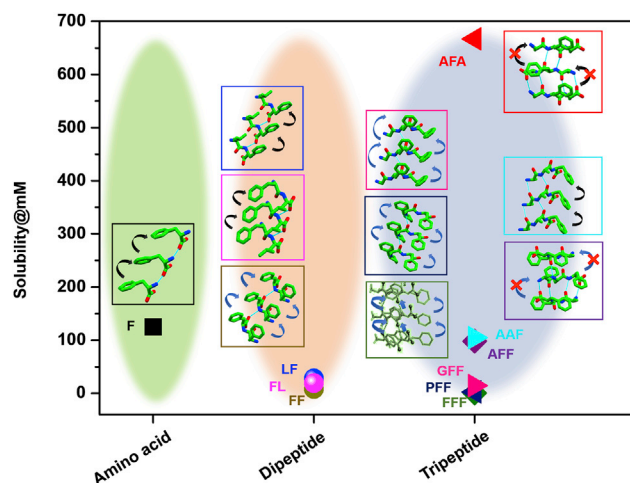 Solubility@mM
700
600
500
400
300
200
100
0
F
LF
FL
FF
AFA
AAF
AFF
GFF
PFF
FFF
Amino acid
Dipeptide
Tripeptide